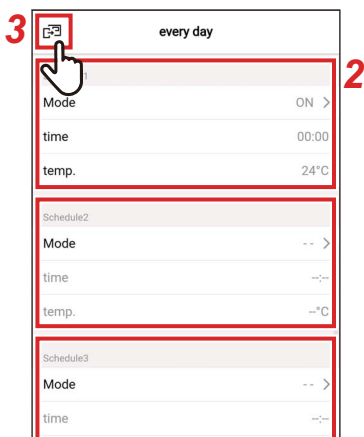 3
every day
2
1
Mode ON >
time 00:00
temp. 24°C
Schedule2
Mode -- >
time --:--
temp. --°C
Schedule3
Mode -- >
time --:--